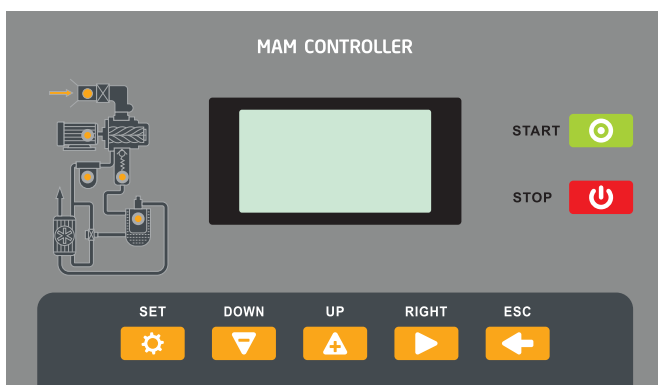 MAM CONTROLLER
START
STOP
SET DOWN UP RIGHT ESC